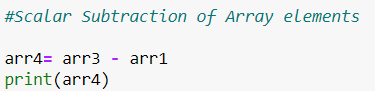 #Scalar Subtraction of Array elements
arr4= arr3 - arr1
print(arr4)